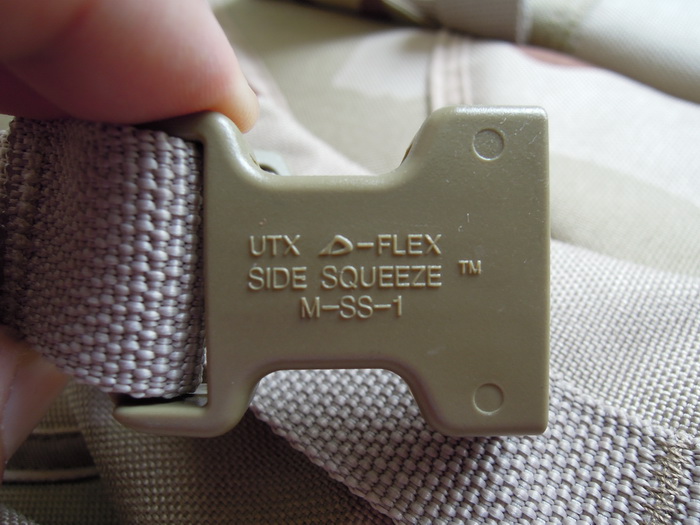 UTX D-FLEX
SIDE SQUEEZE ™
M-SS-1